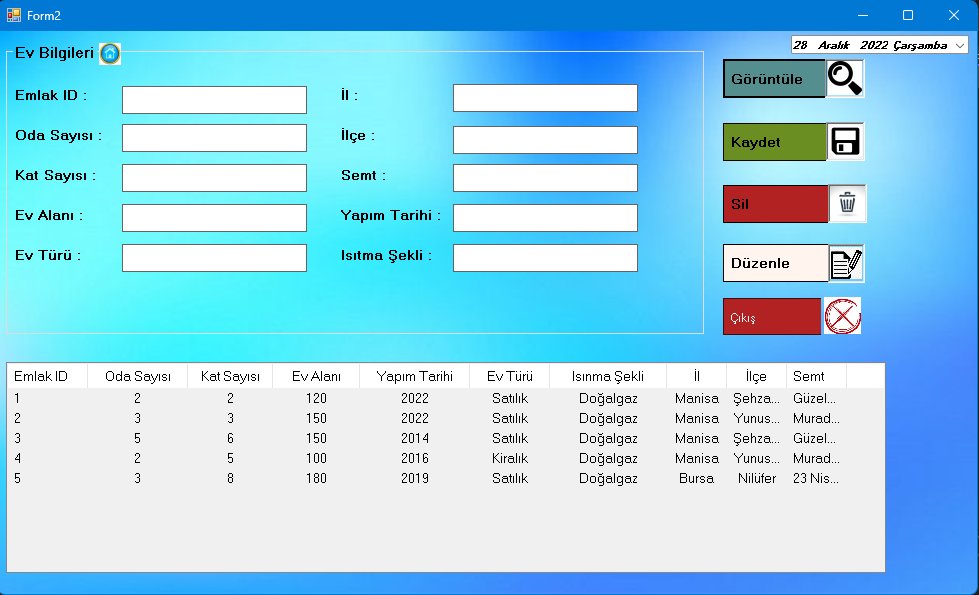 Form2
28 Aralık 2022 Çarşamba
Ev Bilgileri
Emlak ID :
İl :
Görüntüle
Oda Sayısı :
İlçe :
Kaydet
Kat Sayısı :
Semt :
Ev Alanı :
Yapım Tarihi :
Sil
Ev Türü :
Isıtma Şekli :
Düzenle
Çıkış
Emlak ID Oda Sayısı Kat Sayısı Ev Alanı Yapım Tarihi Ev Türü Isınma Şekli İl İlçe Semt
1 2 2 120 2022 Satılık Doğalgaz Manisa Şehza... Güzel...
2 3 3 150 2022 Satılık Doğalgaz Manisa Yunus... Murad...
3 5 6 150 2014 Satılık Doğalgaz Manisa Şehza... Güzel...
4 2 5 100 2016 Kiralık Doğalgaz Manisa Yunus... Murad...
5 3 8 180 2019 Satılık Doğalgaz Bursa Nilüfer 23 Nis...